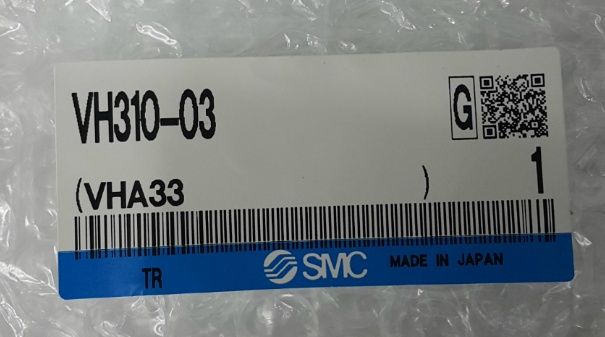 VH310-03
G
(VHA33 )
1
TR
SMC
MADE IN JAPAN